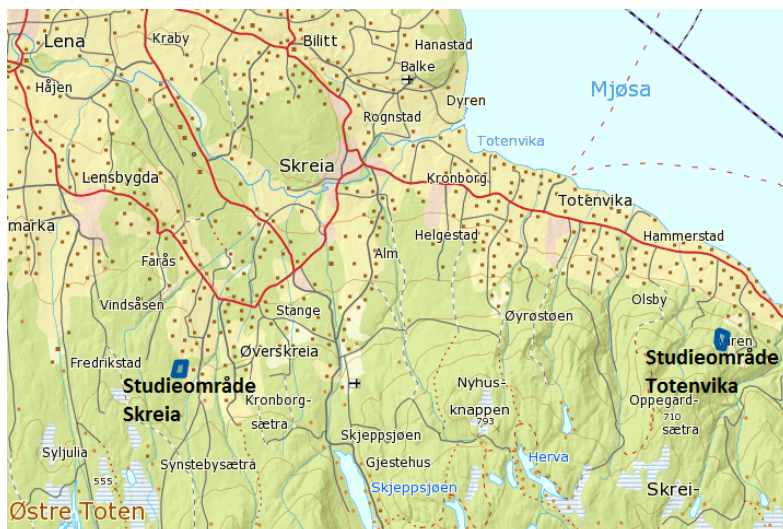 Lena
Kraby
Bilitt
Hanastad
Balke
Håjen
Mjøsa
Dyren
Rognstad
Totenvika
Skreia
Lensbygda
Kronborg
Totenvika
marka
Helgestad
Hammerstad
Alm
Fårås
Vindsåsen
Stange
Olsby
Øyrøstøen
Øverskreia
Fredrikstad
Studieområde
Skreia
Studieområde
Totenvika
Nyhus-
knappen
793
Kronborg-
sætra
Oppegård-
sætra
710
Skjeppsjøen
Gjestehus
Syljulia
Synstebysætra
Herva
555
Skjeppsjøen
Skrei-
Østre Toten